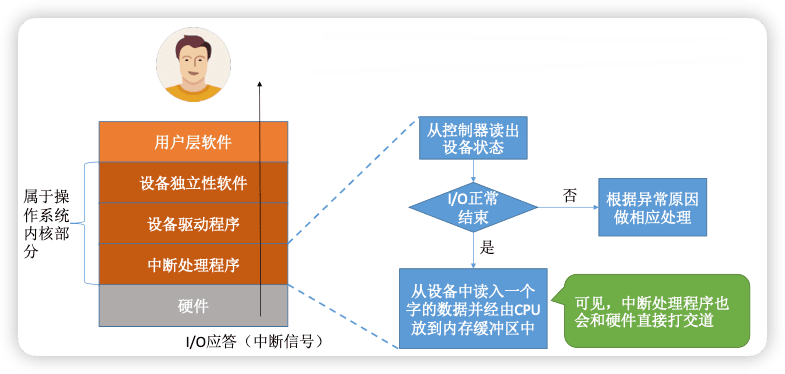 用户层软件
设备独立性软件
设备驱动程序
中断处理程序
硬件
属于操
作系统
内核部
分
I/O应答（中断信号）
从控制器读出
设备状态
I/O正常
结束
否
根据异常原因
做相应处理
是
从设备中读入一个
字的数据并经由CPU
放到内存缓冲区中
可见，中断处理程序也
会和硬件直接打交道